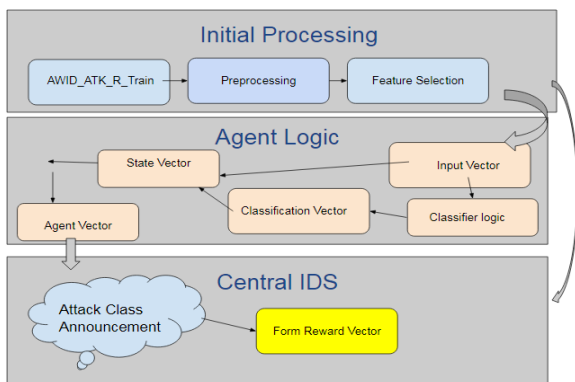 Initial Processing
AWID_ATK_R_Train
Preprocessing
Feature Selection
Agent Logic
State Vector
Input Vector
Classification Vector
Classifier logic
Agent Vector
Central IDS
Attack Class
Announcement
Form Reward Vector